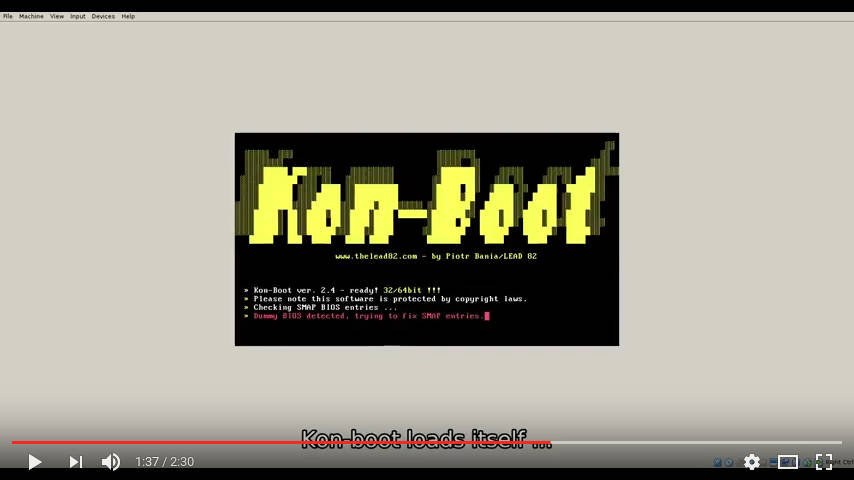 File Machine View Input Devices Help
Kon-Boot
www.thelead82.com - by Piotr Bania/LEAD 82
» Kon-Boot ver. 2.4 - ready! 32/64bit !!!
» Please note this software is protected by copyright laws.
» Checking SMAP BIOS entries ...
» Dummy BIOS detected, trying to fix SMAP entries.
Kon-boot loads itself ...
1:37 / 2:30